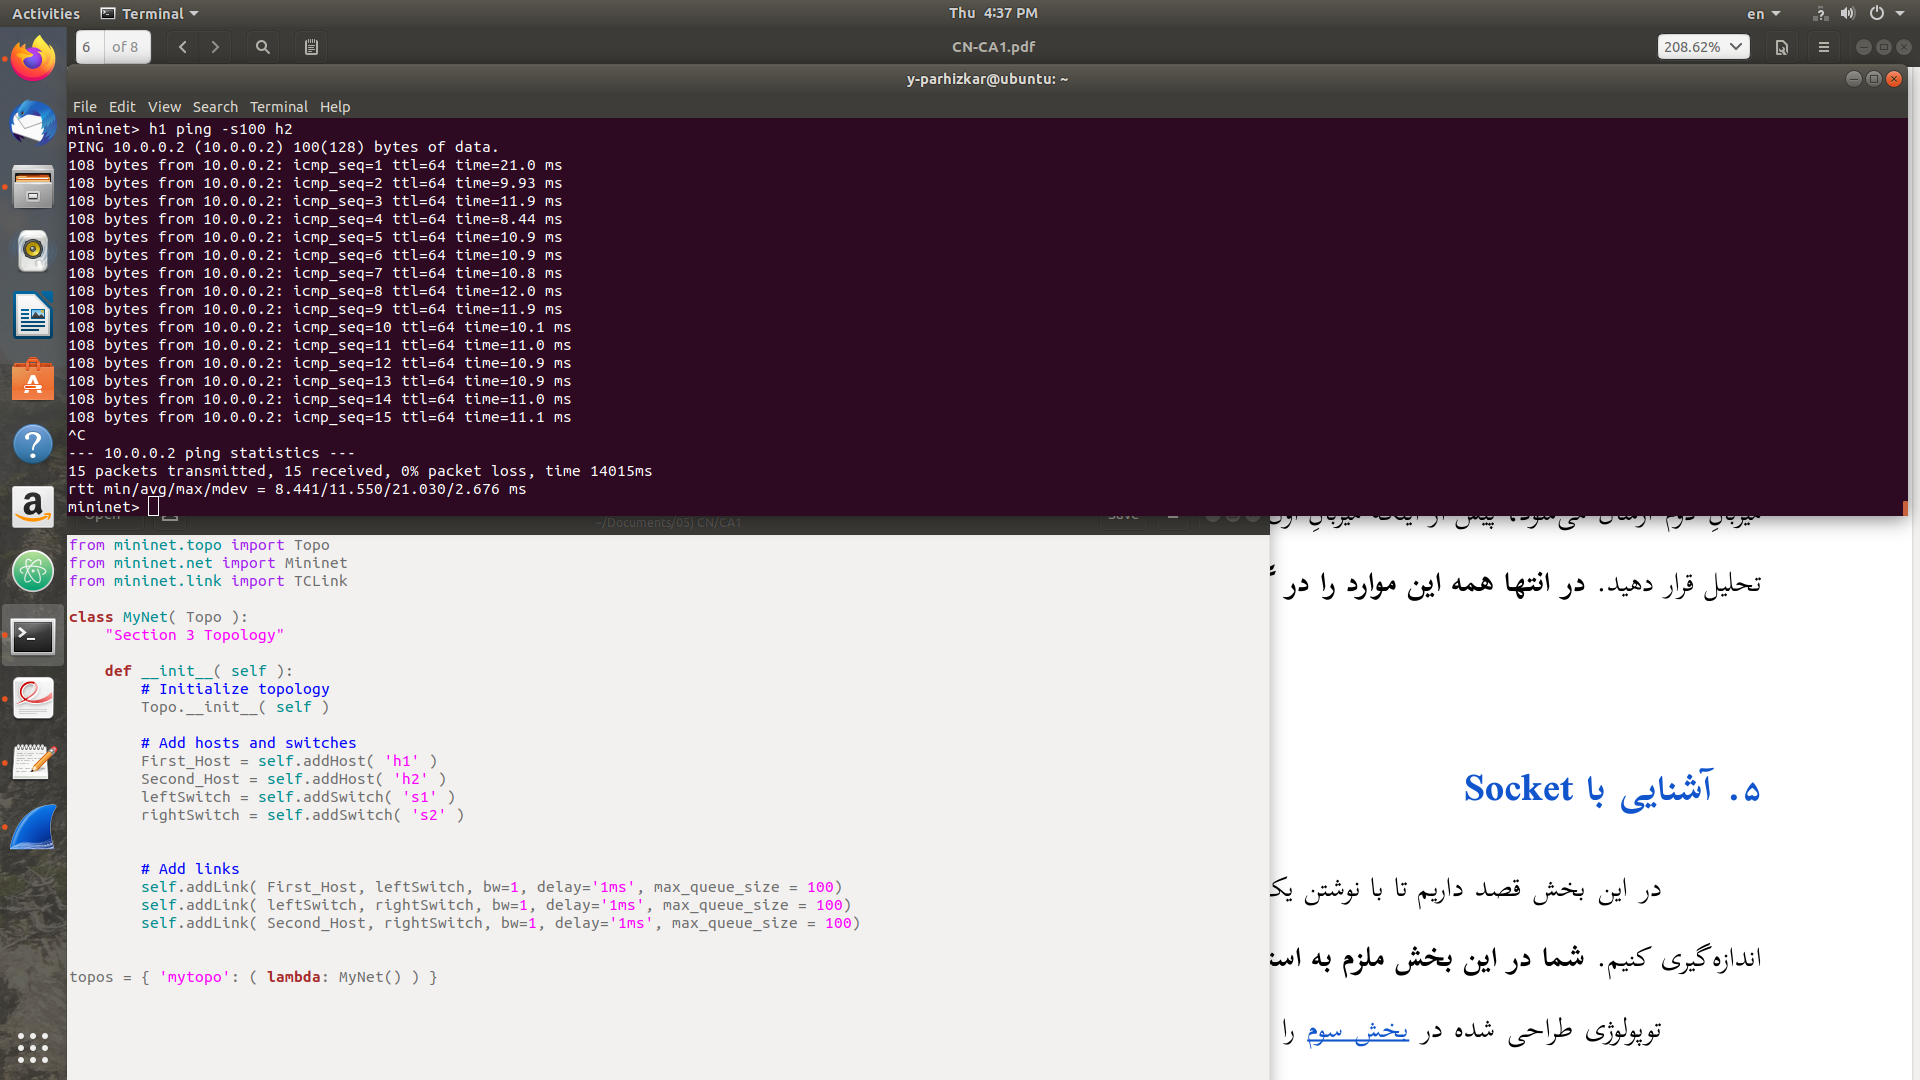 Activities Terminal Thu 4:37 PM en
6 of 8 CN-CA1.pdf 208.62%
y-parhizkar@ubuntu: ~
File Edit View Search Terminal Help
mininet> h1 ping -s100 h2
PING 10.0.0.2 (10.0.0.2) 100(128) bytes of data.
108 bytes from 10.0.0.2: icmp_seq=1 ttl=64 time=21.0 ms
108 bytes from 10.0.0.2: icmp_seq=2 ttl=64 time=9.93 ms
108 bytes from 10.0.0.2: icmp_seq=3 ttl=64 time=11.9 ms
108 bytes from 10.0.0.2: icmp_seq=4 ttl=64 time=8.44 ms
108 bytes from 10.0.0.2: icmp_seq=5 ttl=64 time=10.9 ms
108 bytes from 10.0.0.2: icmp_seq=6 ttl=64 time=10.9 ms
108 bytes from 10.0.0.2: icmp_seq=7 ttl=64 time=10.8 ms
108 bytes from 10.0.0.2: icmp_seq=8 ttl=64 time=12.0 ms
108 bytes from 10.0.0.2: icmp_seq=9 ttl=64 time=11.9 ms
108 bytes from 10.0.0.2: icmp_seq=10 ttl=64 time=10.1 ms
108 bytes from 10.0.0.2: icmp_seq=11 ttl=64 time=11.0 ms
108 bytes from 10.0.0.2: icmp_seq=12 ttl=64 time=10.9 ms
108 bytes from 10.0.0.2: icmp_seq=13 ttl=64 time=10.9 ms
108 bytes from 10.0.0.2: icmp_seq=14 ttl=64 time=11.0 ms
108 bytes from 10.0.0.2: icmp_seq=15 ttl=64 time=11.1 ms
^C
--- 10.0.0.2 ping statistics ---
15 packets transmitted, 15 received, 0% packet loss, time 14015ms
rtt min/avg/max/mdev = 8.441/11.550/21.030/2.676 ms
mininet>
~/Documents/05) CN/CA1
from mininet.topo import Topo
from mininet.net import Mininet
from mininet.link import TCLink
class MyNet( Topo ):
"Section 3 Topology"
def __init__( self ):
# Initialize topology
Topo.__init__( self )
# Add hosts and switches
First_Host = self.addHost( 'h1' )
Second_Host = self.addHost( 'h2' )
leftSwitch = self.addSwitch( 's1' )
rightSwitch = self.addSwitch( 's2' )
# Add links
self.addLink( First_Host, leftSwitch, bw=1, delay='1ms', max_queue_size = 100)
self.addLink( leftSwitch, rightSwitch, bw=1, delay='1ms', max_queue_size = 100)
self.addLink( Second_Host, rightSwitch, bw=1, delay='1ms', max_queue_size = 100)
topos = { 'mytopo': ( lambda: MyNet() ) }
تحلیل قرار دهید. در انتها همه این موارد را در
۵. آشنایی با Socket
در این بخش قصد داریم تا با نوشتن یک
اندازه‌گیری کنیم. شما در این بخش ملزم به
توپولوژی طراحی شده در بخش سوم را